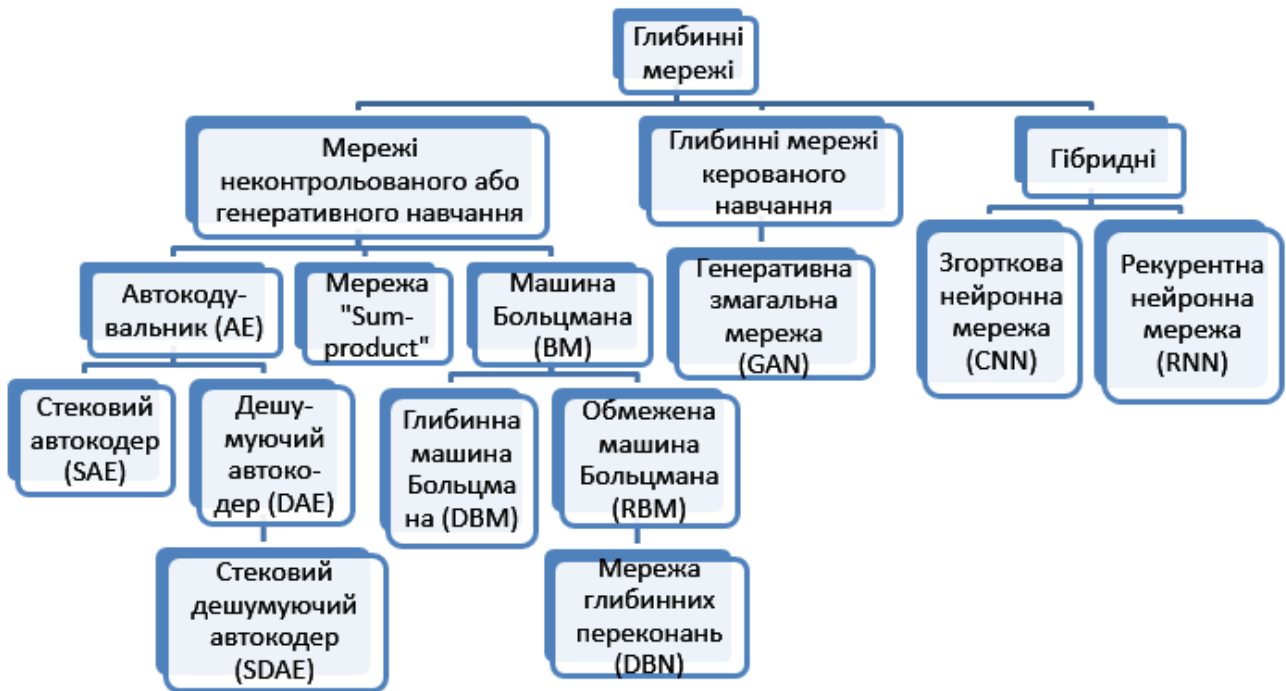 Глибинні
мережі
Мережі
неконтрольованого або
генеративного навчання
Глибинні мережі
керованого
навчання
Гібридні
Автокоду-
вальник (AE)
Мережа
"Sum-
product"
Машина
Больцмана
(BM)
Генеративна
змагальна
мережа
(GAN)
Згорткова
нейронна
мережа
(CNN)
Рекурентна
нейронна
мережа
(RNN)
Стековий
автокодер
(SAE)
Дешу-
муючий
автоко-
дер (DAE)
Глибинна
машина
Больцма
на (DBM)
Обмежена
машина
Больцмана
(RBM)
Стековий
дешумуючий
автокодер
(SDAE)
Мережа
глибинних
переконань
(DBN)